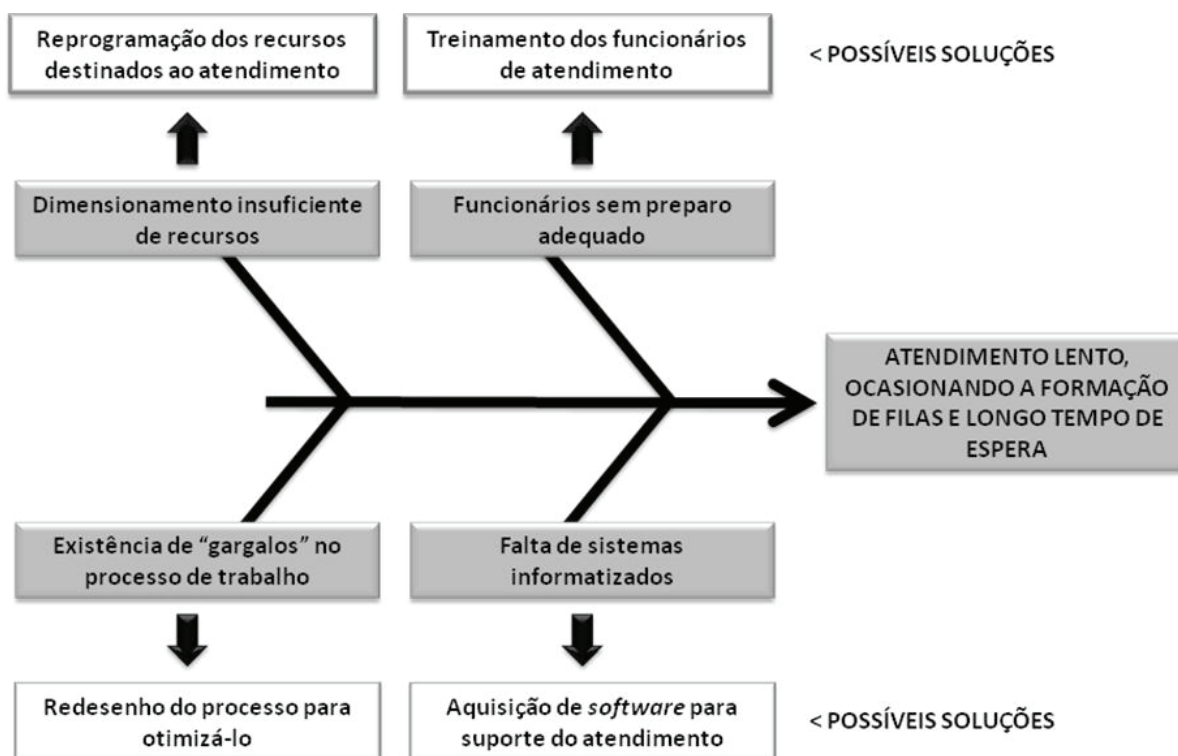 Reprogramação dos recursos
destinados ao atendimento
Treinamento dos funcionários
de atendimento
< POSSÍVEIS SOLUÇÕES
Dimensionamento insuficiente
de recursos
Funcionários sem preparo
adequado
ATENDIMENTO LENTO,
OCASIONANDO A FORMAÇÃO
DE FILAS E LONGO TEMPO DE
ESPERA
Existência de “gargalos” no
processo de trabalho
Falta de sistemas
informatizados
Redesenho do processo para
otimizá-lo
Aquisição de software para
suporte do atendimento
< POSSÍVEIS SOLUÇÕES